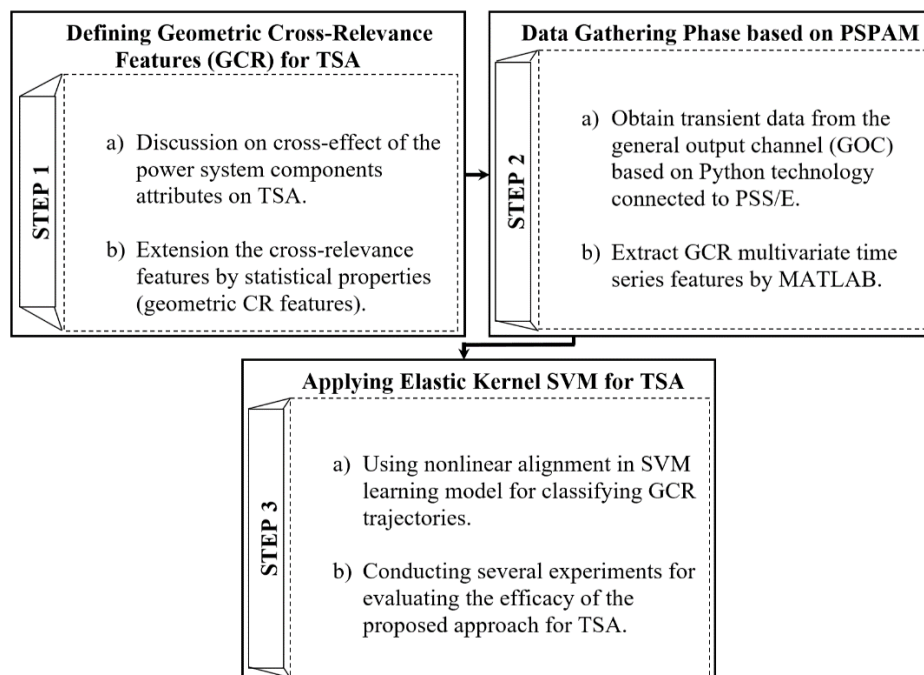 Defining Geometric Cross-Relevance
Features (GCR) for TSA
STEP 1
a) Discussion on cross-effect of the
power system components
attributes on TSA.
b) Extension the cross-relevance
features by statistical properties
(geometric CR features).
Data Gathering Phase based on PSPAM
STEP 2
a) Obtain transient data from the
general output channel (GOC)
based on Python technology
connected to PSS/E.
b) Extract GCR multivariate time
series features by MATLAB.
Applying Elastic Kernel SVM for TSA
STEP 3
a) Using nonlinear alignment in SVM
learning model for classifying GCR
trajectories.
b) Conducting several experiments for
evaluating the efficacy of the
proposed approach for TSA.